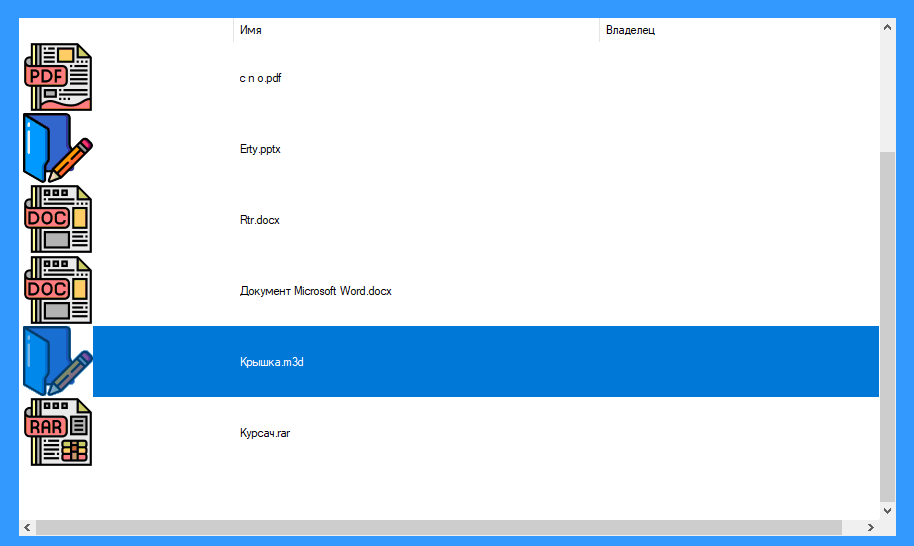 Имя
Владелец
PDF
c n o.pdf
Erty.pptx
DOC
Rtr.docx
DOC
Документ Microsoft Word.docx
Крышка.m3d
RAR
Курсач.rar